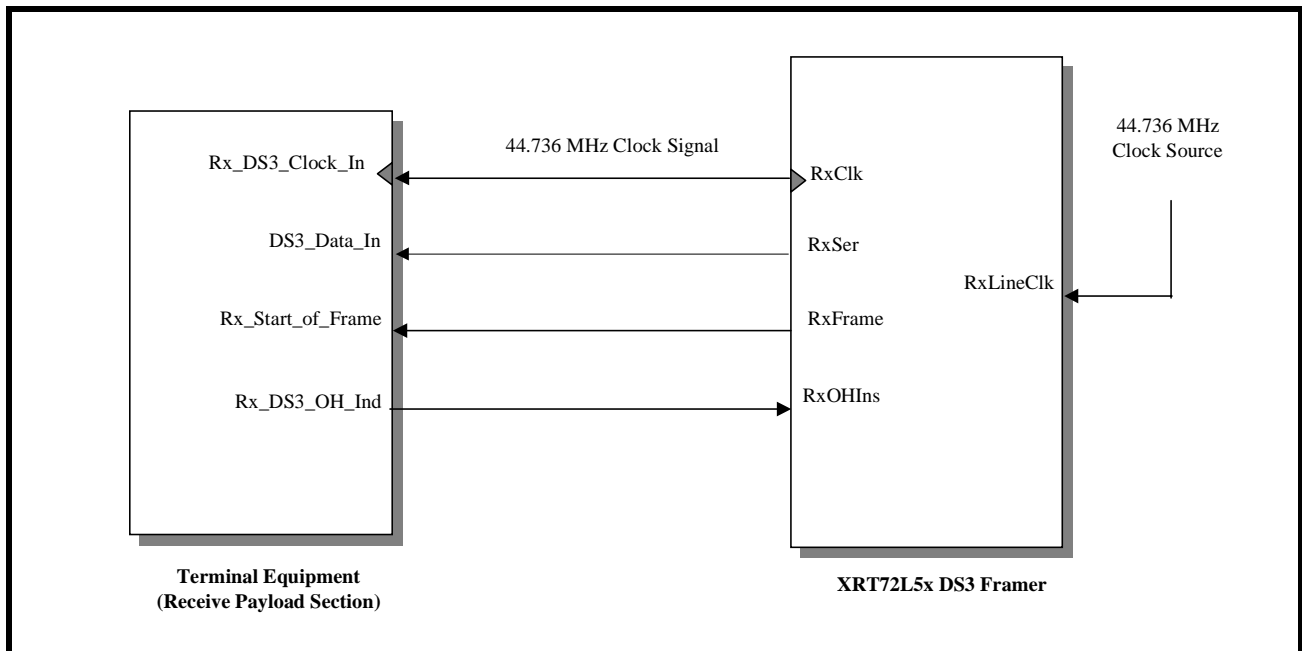 44.736 MHz
Clock Source
44.736 MHz Clock Signal
Rx_DS3_Clock_In
RxClk
DS3_Data_In
RxSer
RxLineClk
Rx_Start_of_Frame
RxFrame
Rx_DS3_OH_Ind
RxOHIns
Terminal Equipment
(Receive Payload Section)
XRT72L5x DS3 Framer